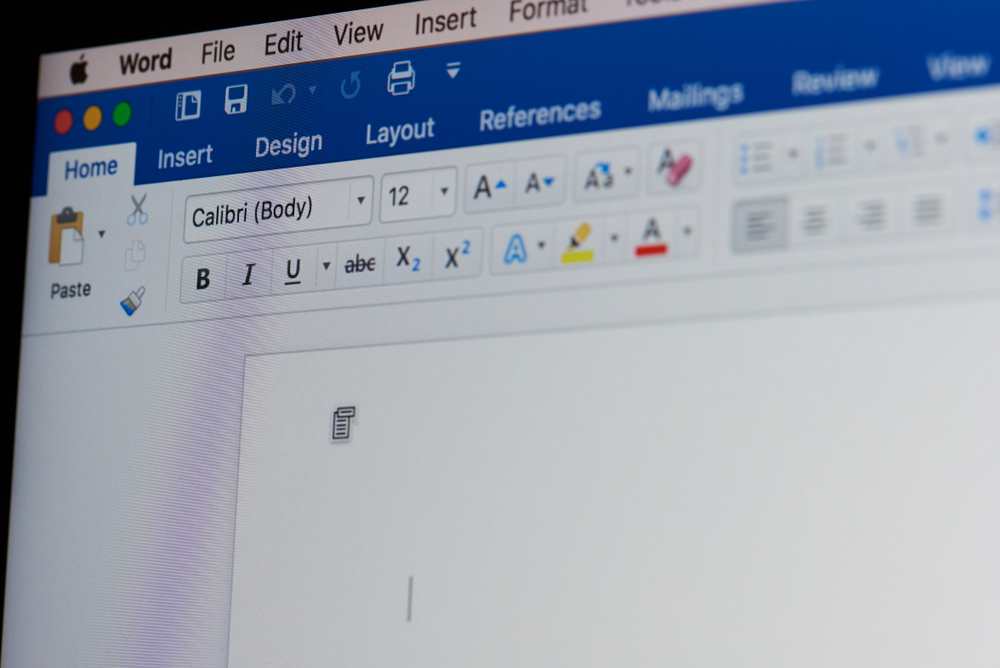 Word File Edit View Insert Format
Home Insert Design Layout References Mailings Review View
Paste
Calibri (Body) 12 A A Aa A
B I U abc X₂ X² A A